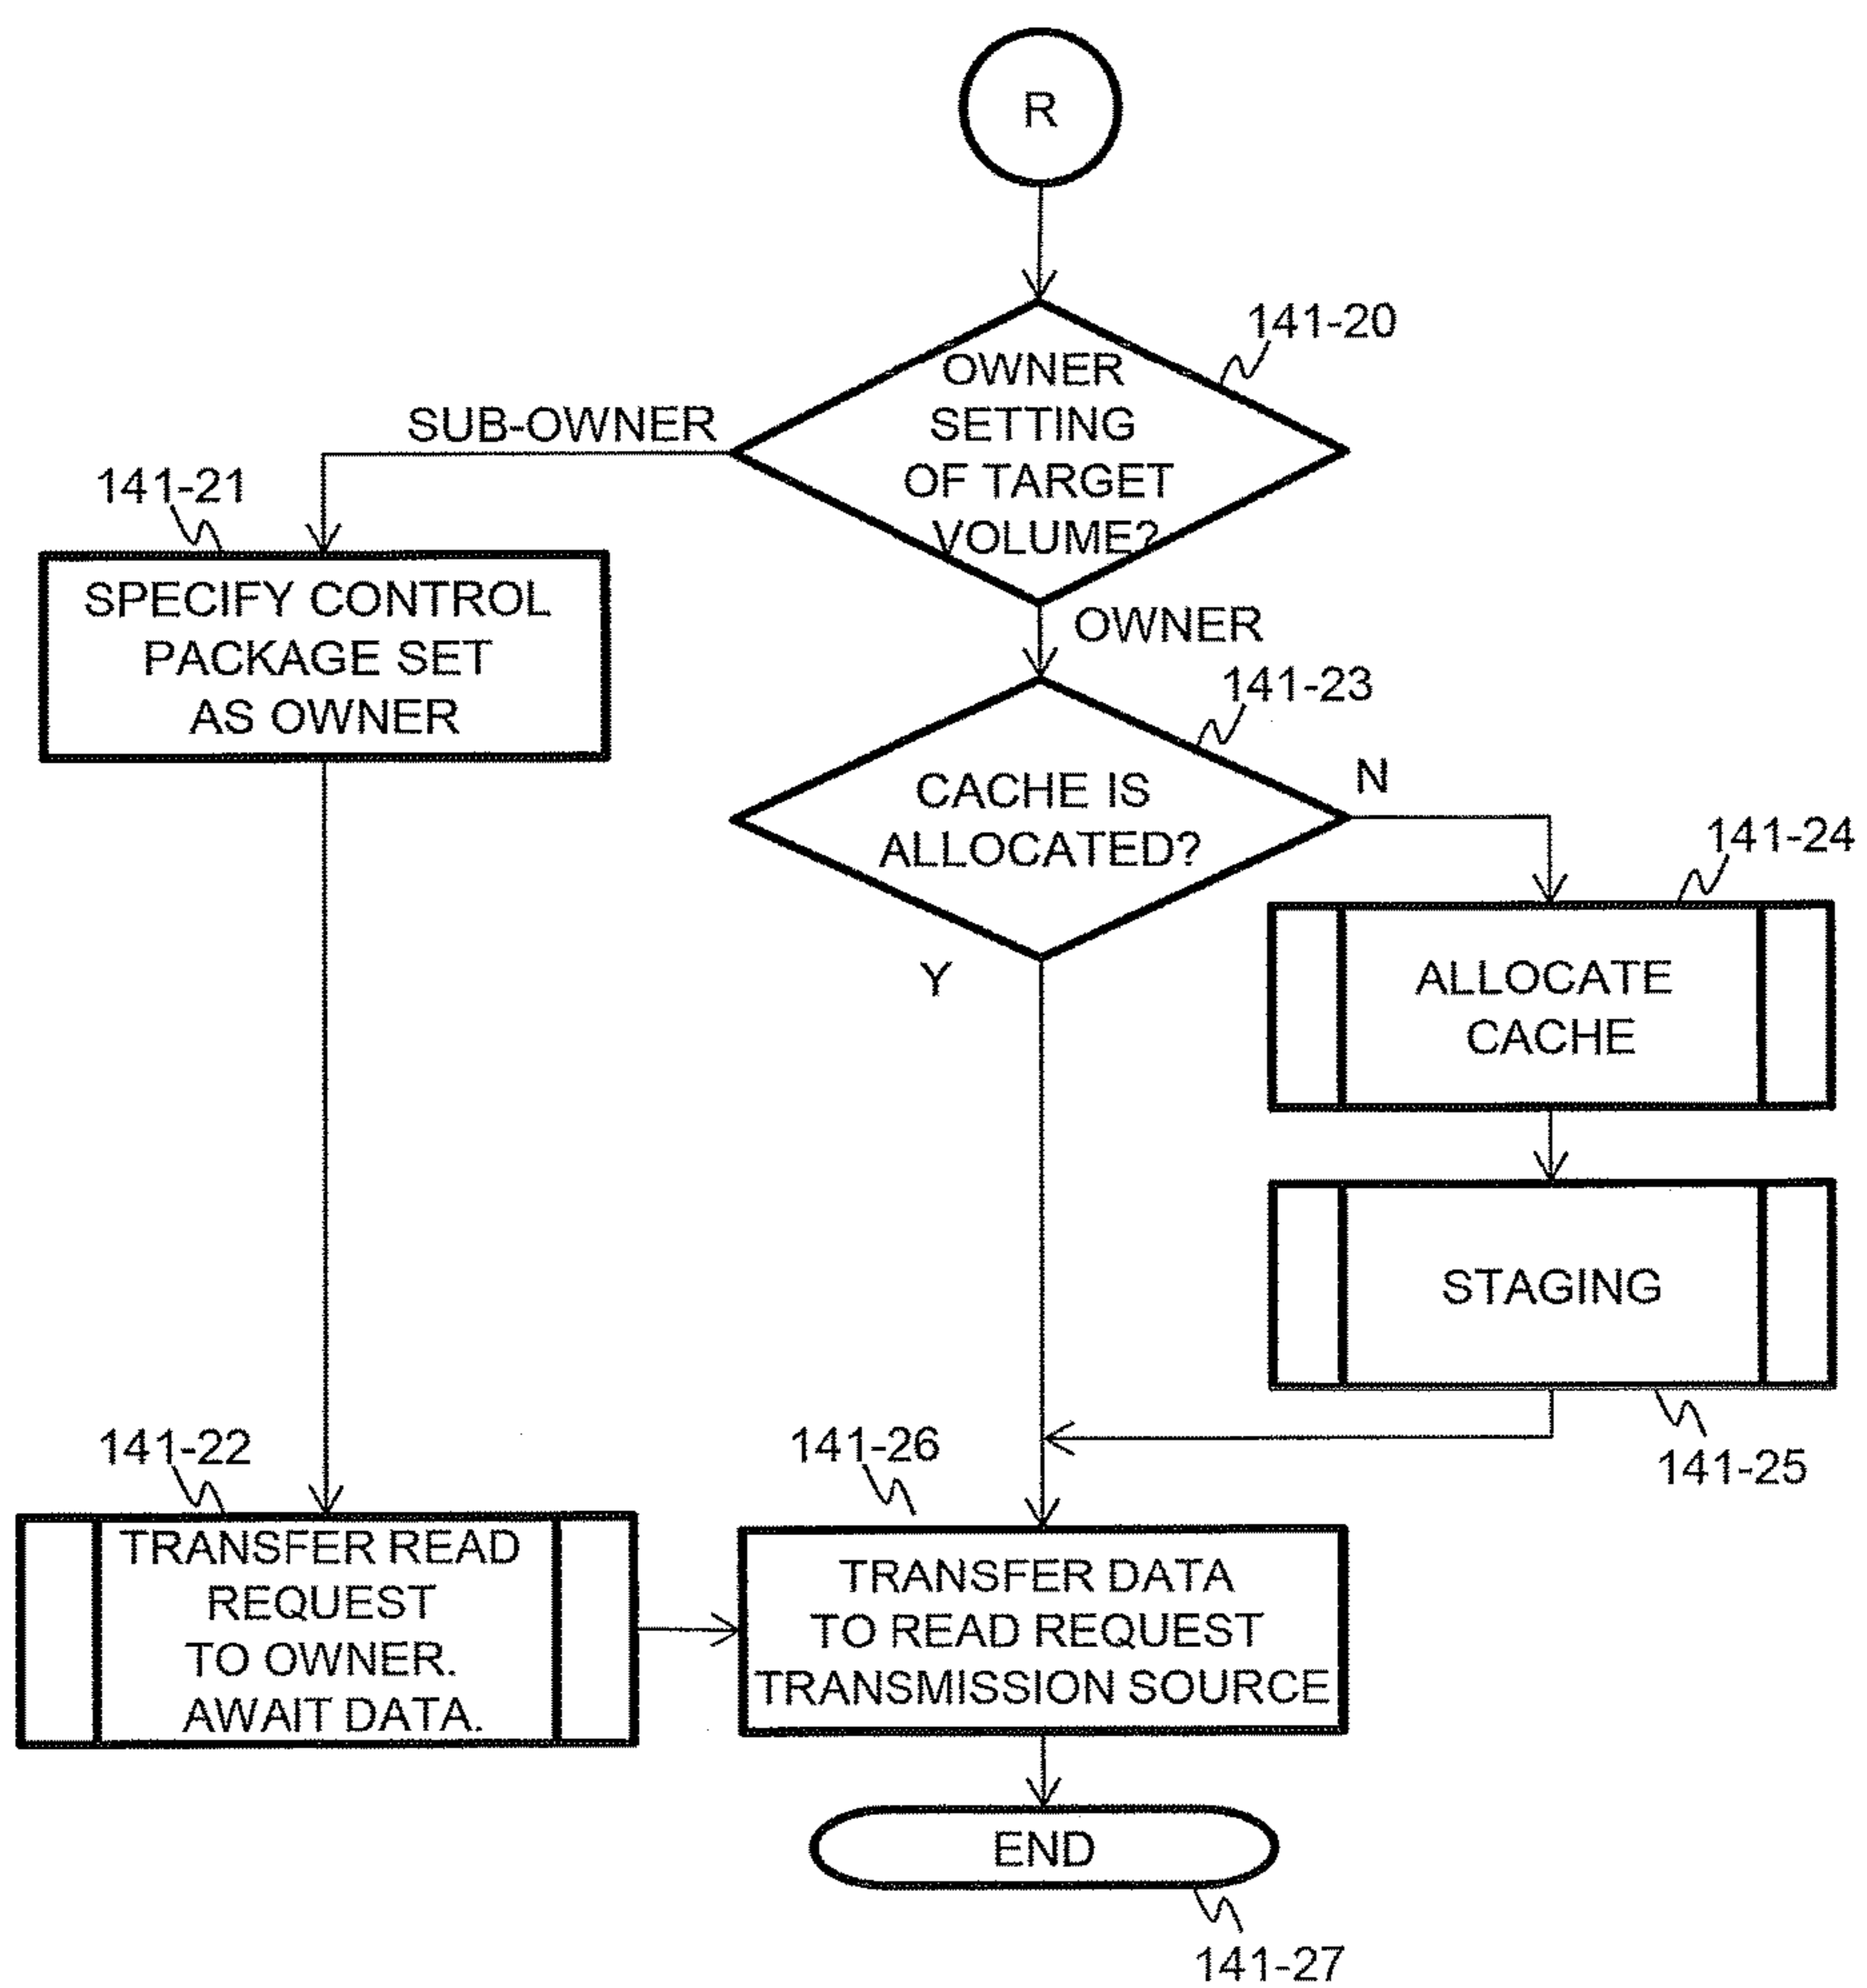 R
141-20
OWNER
SETTING
OF TARGET
VOLUME?
SUB-OWNER
141-21
SPECIFY CONTROL
PACKAGE SET
AS OWNER
OWNER
141-23
CACHE IS
ALLOCATED?
N
Y
141-24
ALLOCATE
CACHE
STAGING
141-25
141-22
TRANSFER READ
REQUEST
TO OWNER.
AWAIT DATA.
141-26
TRANSFER DATA
TO READ REQUEST
TRANSMISSION SOURCE
END
141-27